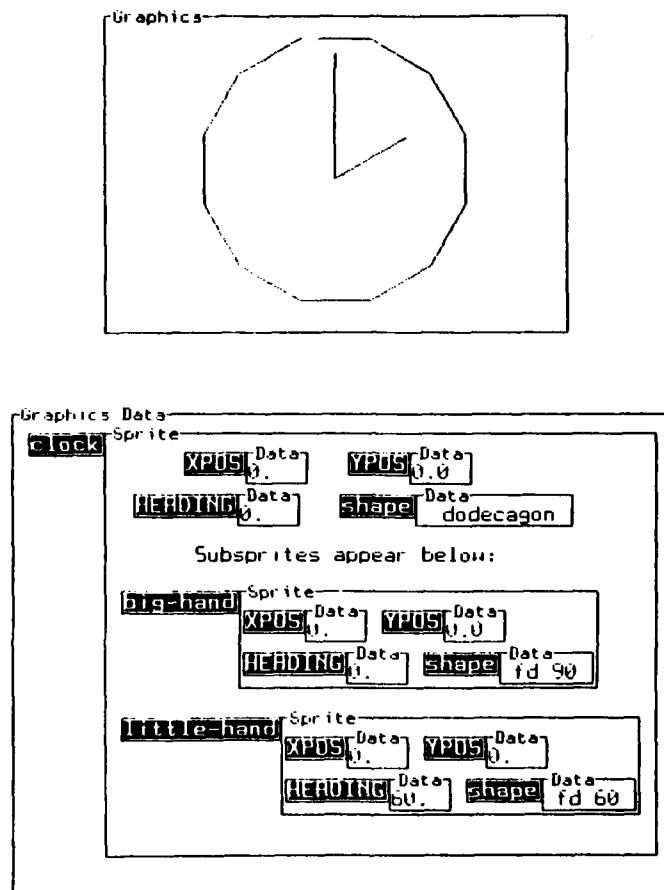 Graphics
Graphics Data
clock Sprite
XPOS Data 0. YPOS Data 0.0
HEADING Data 0. shape Data dodecagon
Subsprites appear below:
big-hand Sprite
XPOS Data 0. YPOS Data 0.0
HEADING Data 0. shape Data fd 90
little-hand Sprite
XPOS Data 0. YPOS Data 0.
HEADING Data 60. shape Data fd 60